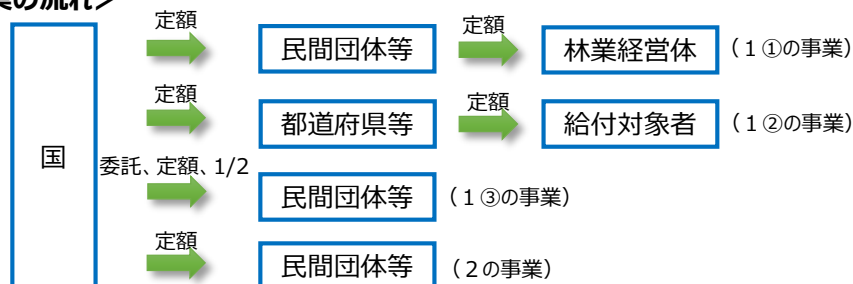 業の流れ>
定額
定額
民間団体等
林業経営体
（１①の事業）
定額
定額
都道府県等
給付対象者
（１②の事業）
国
委託、定額、1/2
民間団体等
（１③の事業）
定額
民間団体等
（２の事業）